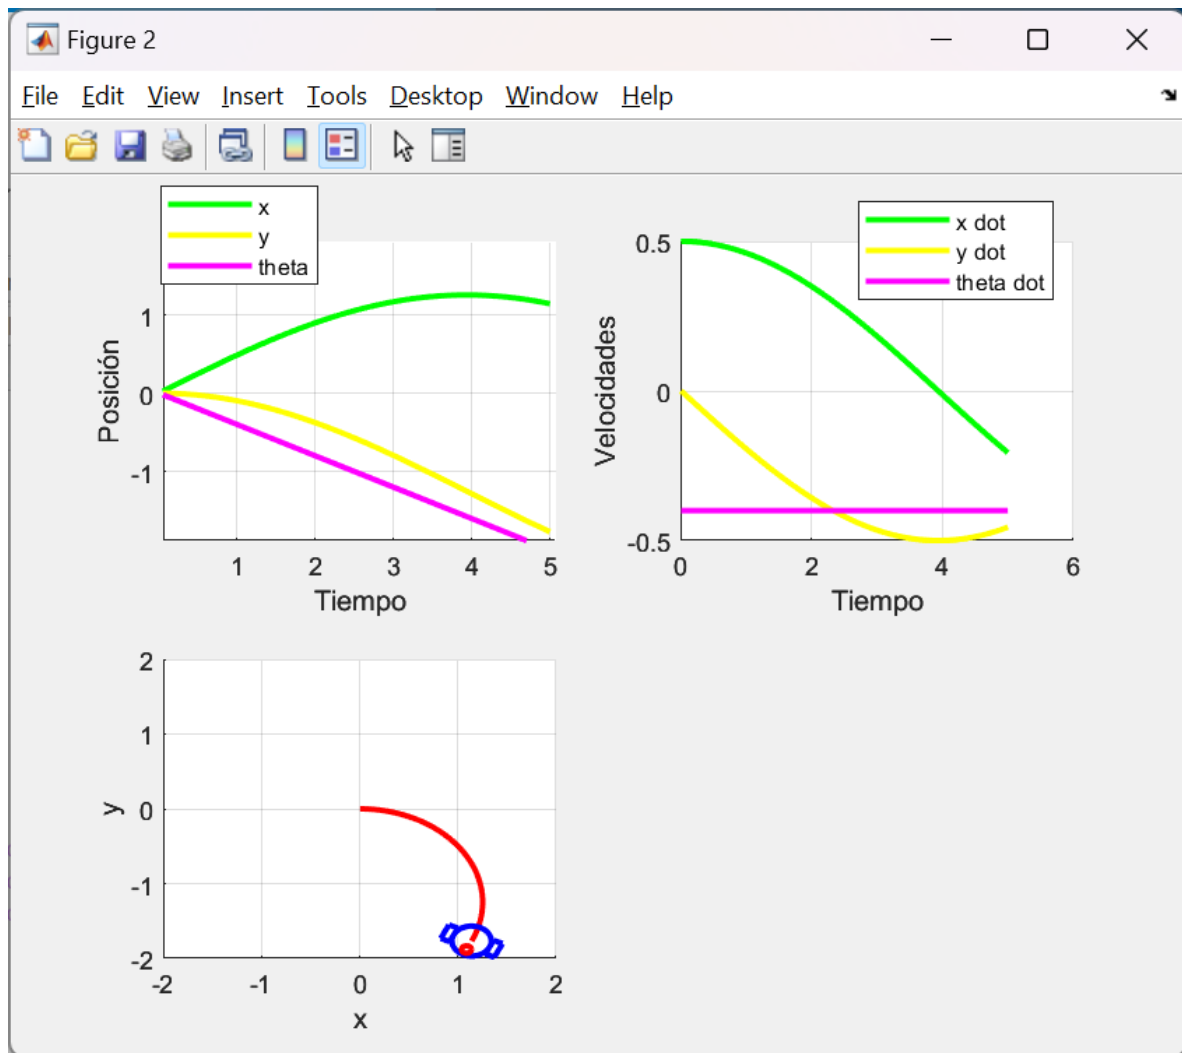 Figure 2
File Edit View Insert Tools Desktop Window Help
x
y
theta
1
0
-1
Posición
1 2 3 4 5
Tiempo
x dot
y dot
theta dot
0.5
0
-0.5
Velocidades
0 2 4 6
Tiempo
2
1
0
-1
-2
y
-2 -1 0 1 2
x